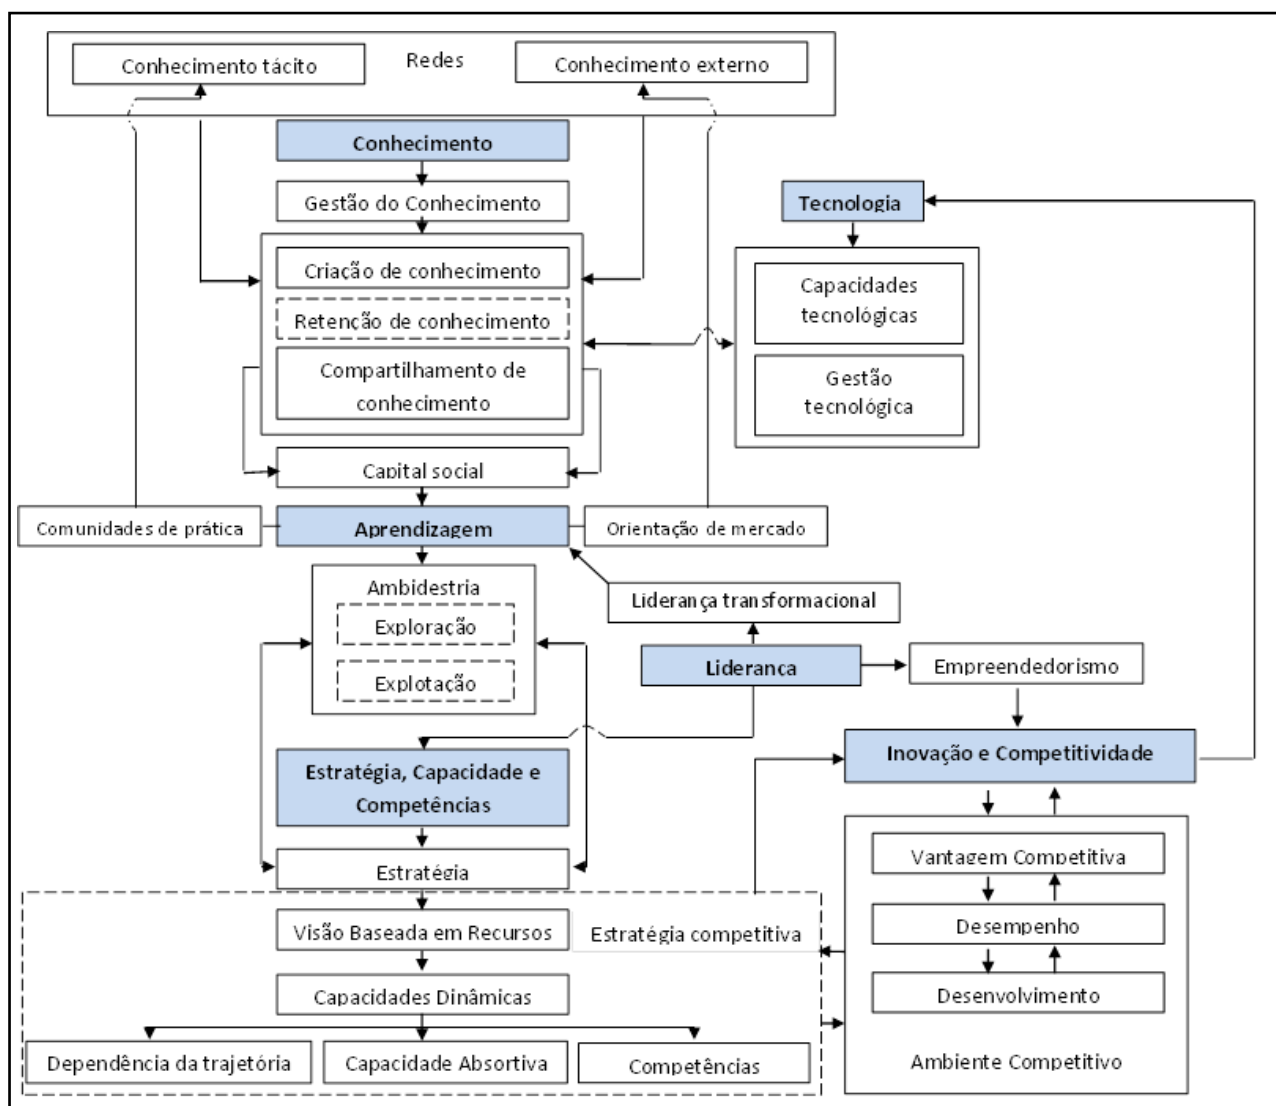 Redes
Conhecimento tácito
Conhecimento externo
Conhecimento
Gestão do Conhecimento
Criação de conhecimento
Retenção de conhecimento
Compartilhamento de
conhecimento
Tecnologia
Capacidades
tecnológicas
Gestão
tecnológica
Capital social
Comunidades de prática
Aprendizagem
Orientação de mercado
Ambidestria
Exploração
Explotação
Liderança transformacional
Liderança
Empreendedorismo
Estratégia, Capacidade e
Competências
Inovação e Competitividade
Estratégia
Visão Baseada em Recursos
Estratégia competitiva
Capacidades Dinâmicas
Dependência da trajetória
Capacidade Absortiva
Competências
Vantagem Competitiva
Desempenho
Desenvolvimento
Ambiente Competitivo